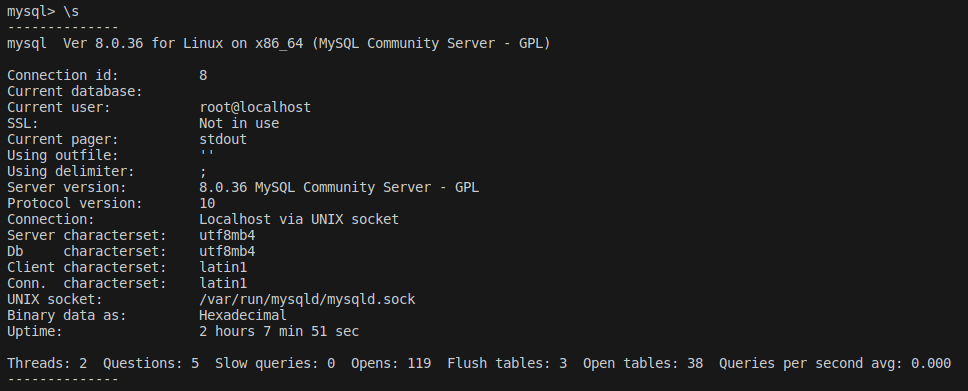 mysql> \s
--------------
mysql  Ver 8.0.36 for Linux on x86_64 (MySQL Community Server - GPL)

Connection id:          8
Current database:
Current user:           root@localhost
SSL:                    Not in use
Current pager:          stdout
Using outfile:          ''
Using delimiter:        ;
Server version:         8.0.36 MySQL Community Server - GPL
Protocol version:       10
Connection:             Localhost via UNIX socket
Server characterset:    utf8mb4
Db     characterset:    utf8mb4
Client characterset:    latin1
Conn.  characterset:    latin1
UNIX socket:            /var/run/mysqld/mysqld.sock
Binary data as:         Hexadecimal
Uptime:                 2 hours 7 min 51 sec

Threads: 2  Questions: 5  Slow queries: 0  Opens: 119  Flush tables: 3  Open tables: 38  Queries per second avg: 0.000
--------------